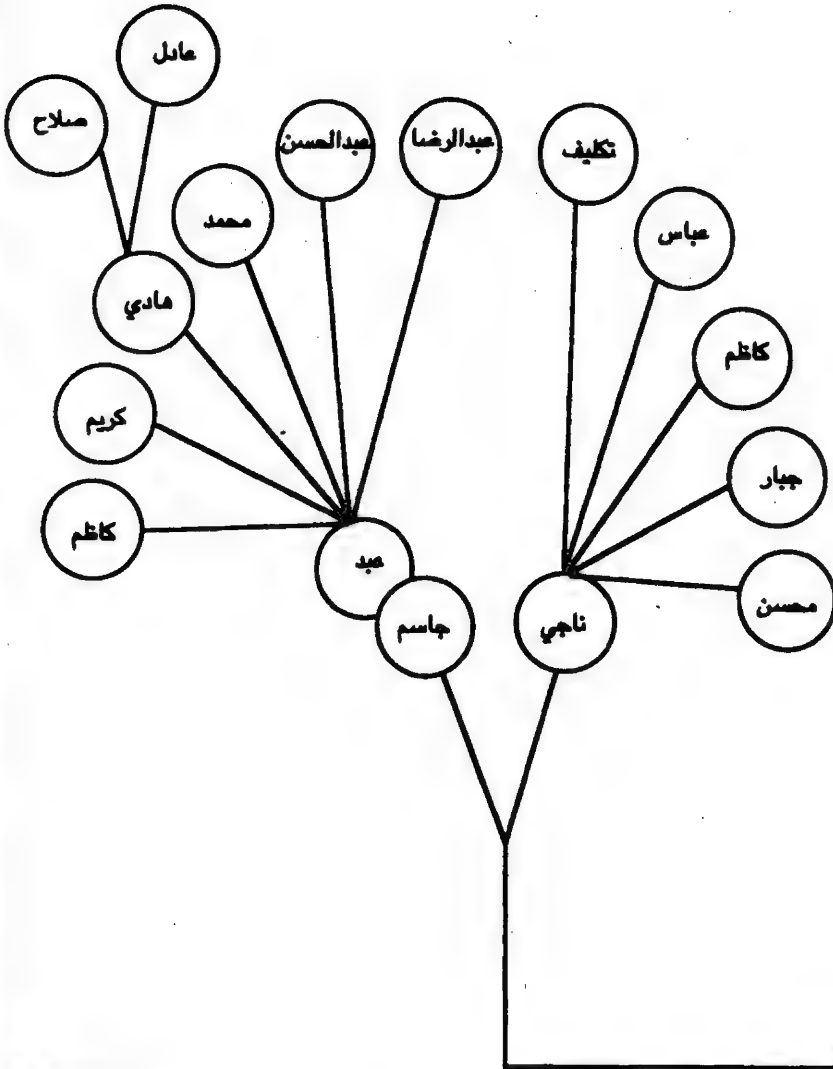 عادل
صلاح
عبدالرضا
عبدالحسن
تكليف
محمد
عباس
هادي
كاظم
كريم
جبار
كاظم
عبد
محسن
ناجي
جاسم